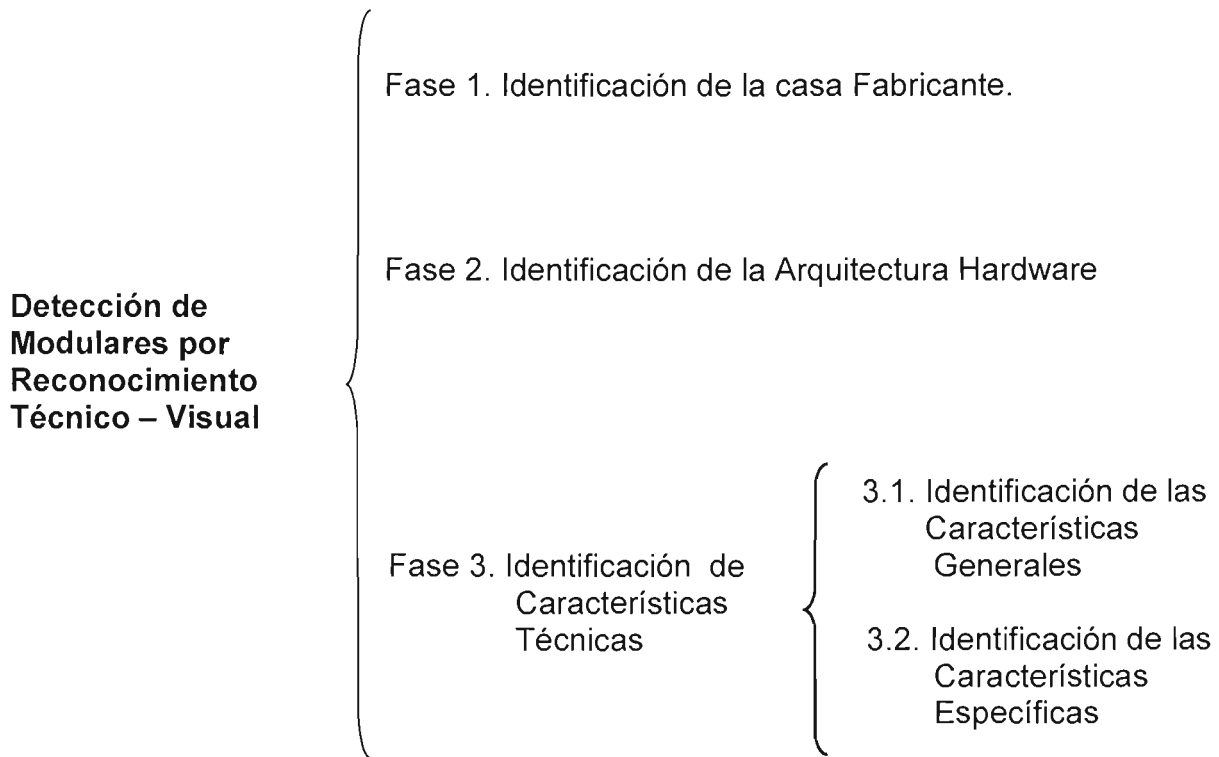 Fase 1. Identificación de la casa Fabricante.
Fase 2. Identificación de la Arquitectura Hardware
Detección de
Modulares por
Reconocimiento
Técnico – Visual
Fase 3. Identificación de
Características
Técnicas
3.1. Identificación de las
Características
Generales
3.2. Identificación de las
Características
Específicas